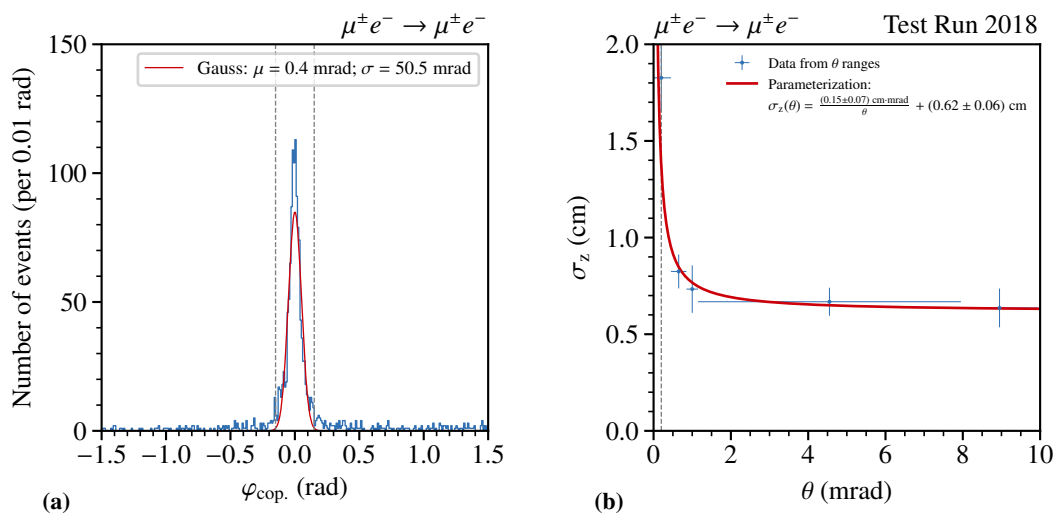 μ±e⁻ → μ±e⁻
150
100
50
0
Number of events (per 0.01 rad)
Gauss: μ = 0.4 mrad; σ = 50.5 mrad
−1.5 −1.0 −0.5 0.0 0.5 1.0 1.5
φcop. (rad)
(a)
μ±e⁻ → μ±e⁻ Test Run 2018
2.0
1.5
1.0
0.5
0.0
σz (cm)
Data from θ ranges
Parameterization:
σz(θ) = (0.15±0.07) cm·mrad / θ + (0.62 ± 0.06) cm
0 2 4 6 8 10
θ (mrad)
(b)